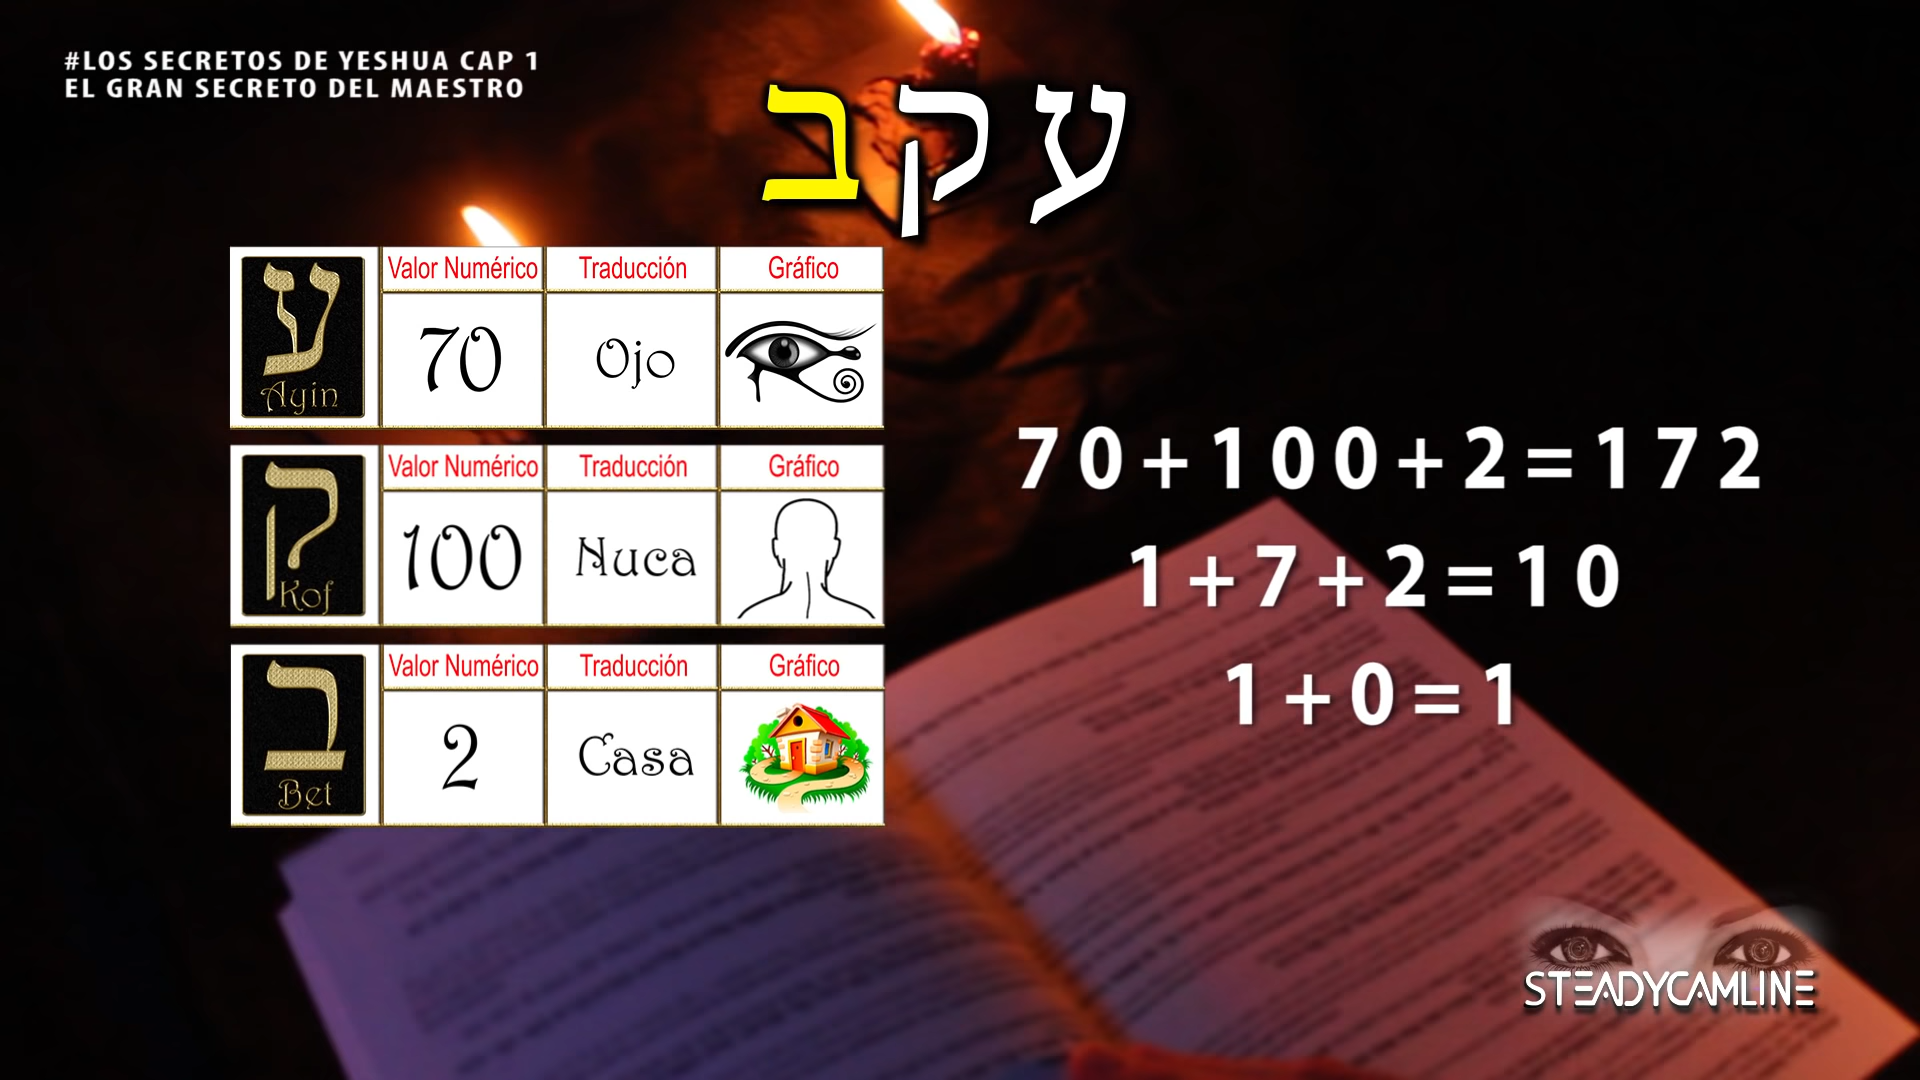 #LOS SECRETOS DE YESHUA CAP 1
EL GRAN SECRETO DEL MAESTRO
עקב
ע Valor Numérico Traducción Gráfico
Ayin 70 Ojo
ק Valor Numérico Traducción Gráfico
Kof 100 Nuca
ב Valor Numérico Traducción Gráfico
Bet 2 Casa
70+100+2=172
1+7+2=10
1+0=1
STEADYCAMLINE